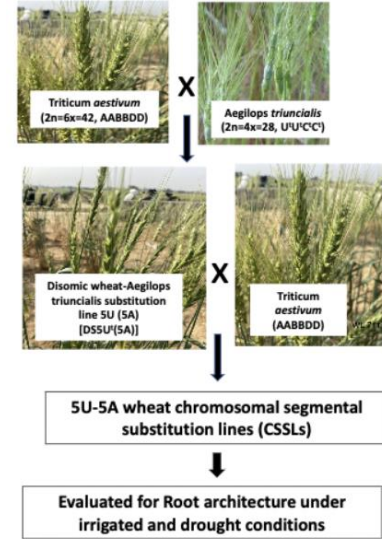 Triticum aestivum
(2n=6x=42, AABBDD)
X
Aegilops triuncialis
(2n=4x=28, UᵗUᵗCᵗCᵗ)
Disomic wheat-Aegilops
triuncialis substitution
line 5U (5A)
[DS5Uᵗ(5A)]
X
Triticum
aestivum
(AABBDD)
5U-5A wheat chromosomal segmental
substitution lines (CSSLs)
Evaluated for Root architecture under
irrigated and drought conditions